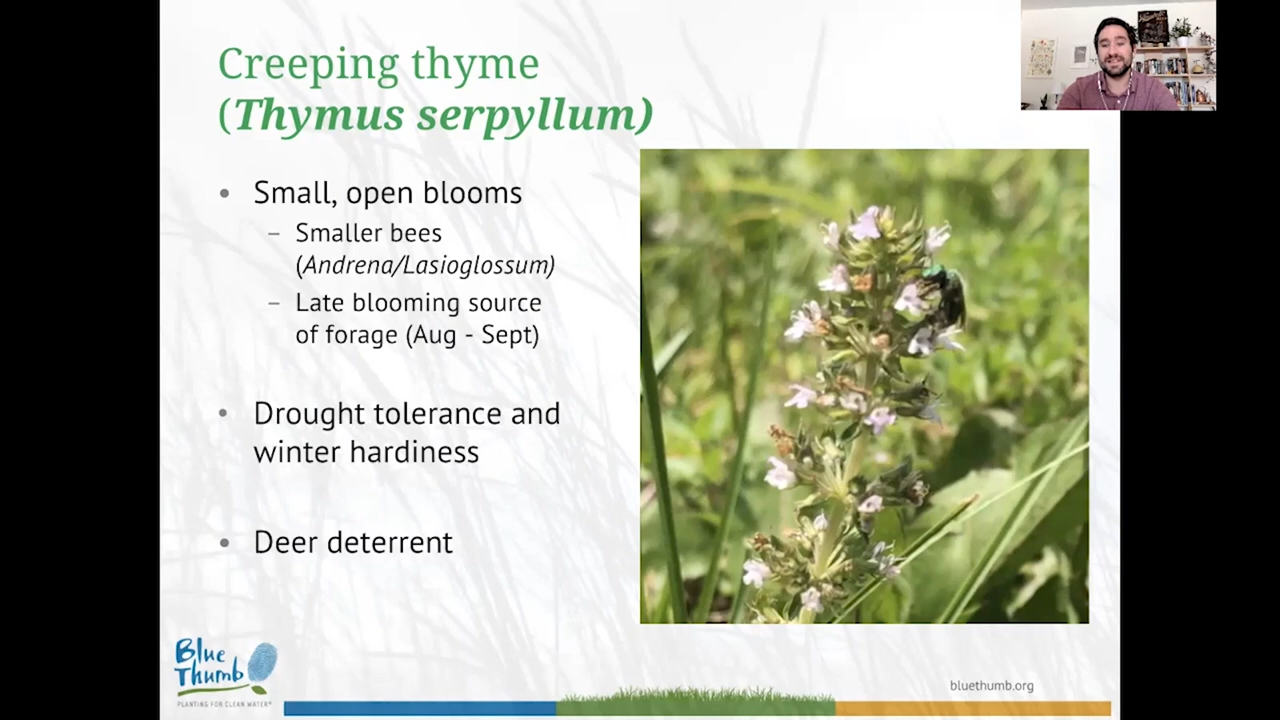 Creeping thyme
(Thymus serpyllum)
• Small, open blooms
– Smaller bees
(Andrena/Lasioglossum)
– Late blooming source
of forage (Aug - Sept)
• Drought tolerance and
winter hardiness
• Deer deterrent
Blue
Thumb
PLANTING FOR CLEAN WATER®
bluethumb.org